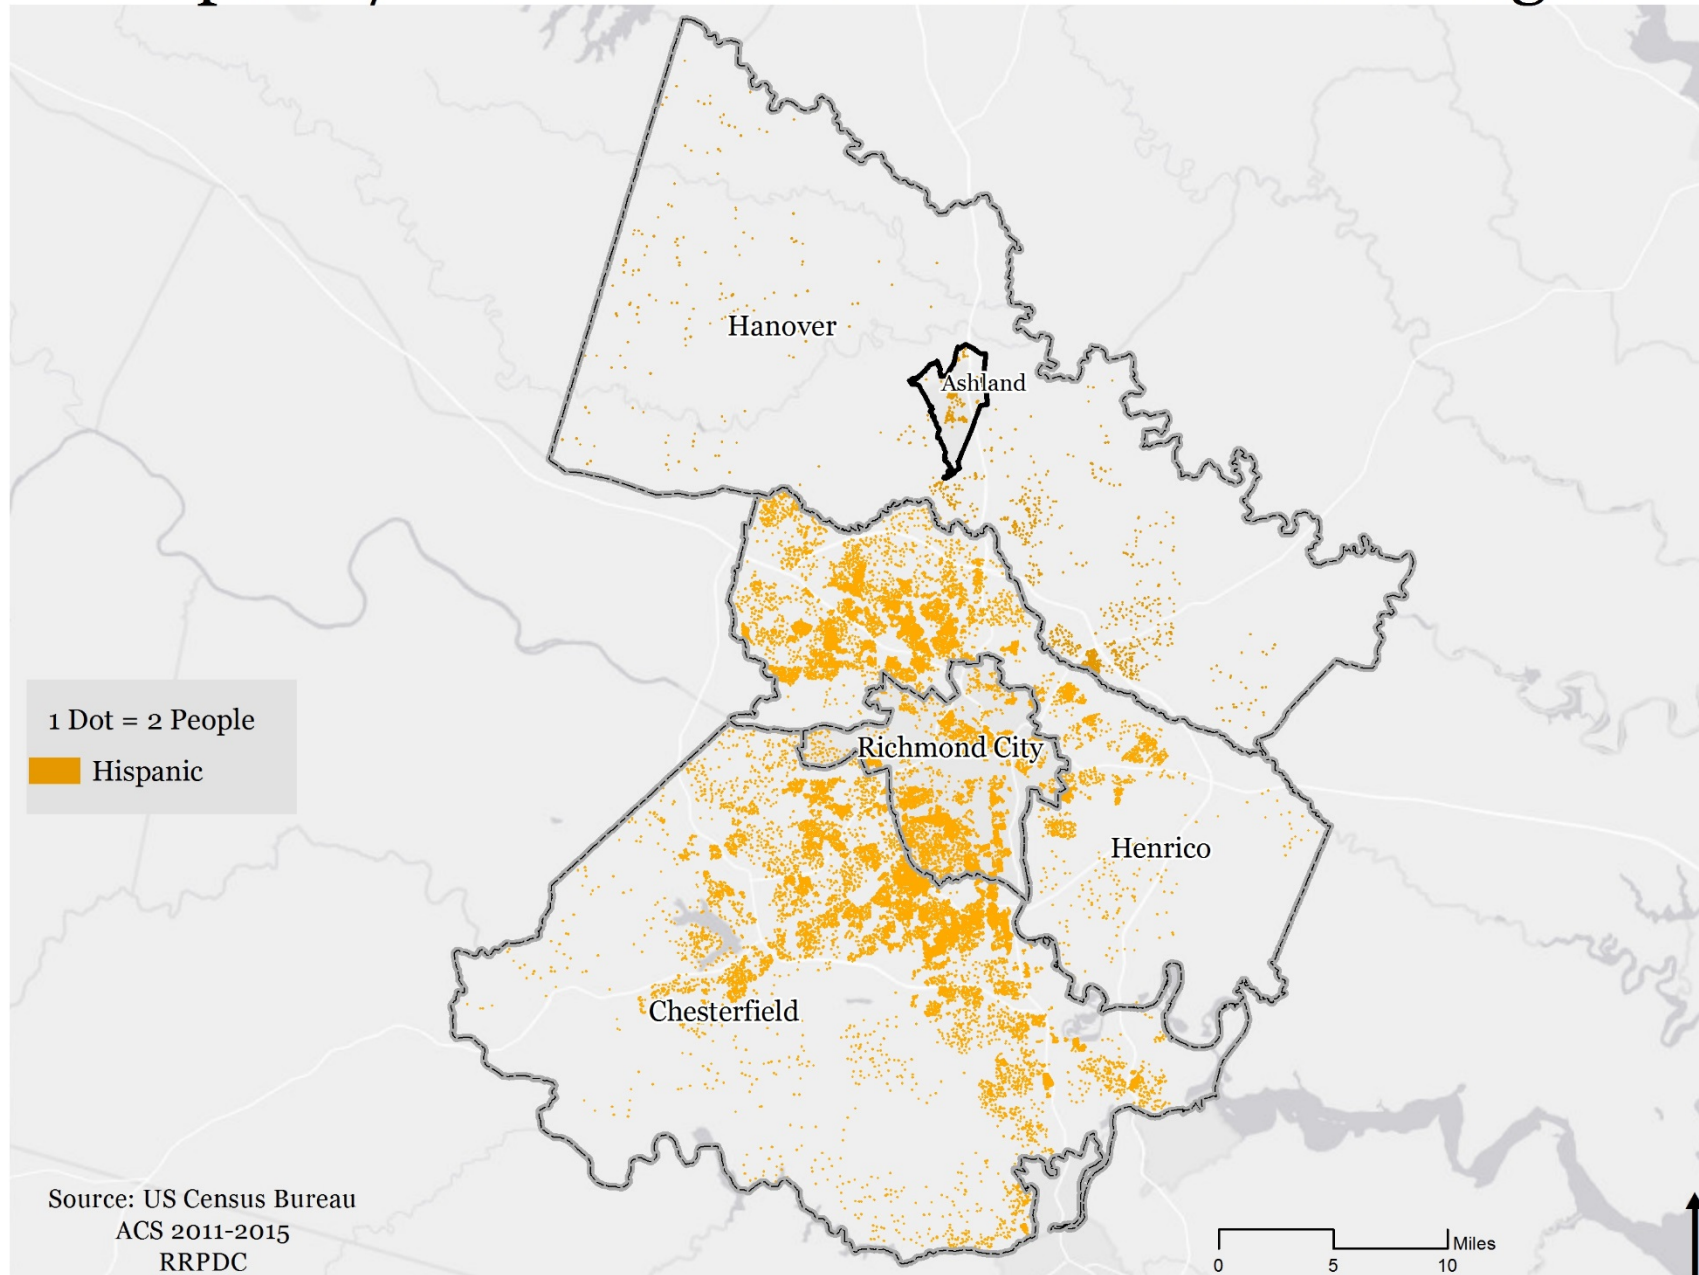 Hanover
Ashland
Richmond City
Henrico
Chesterfield
1 Dot = 2 People
Hispanic
Source: US Census Bureau
ACS 2011-2015
RRPDC
Miles
0 5 10